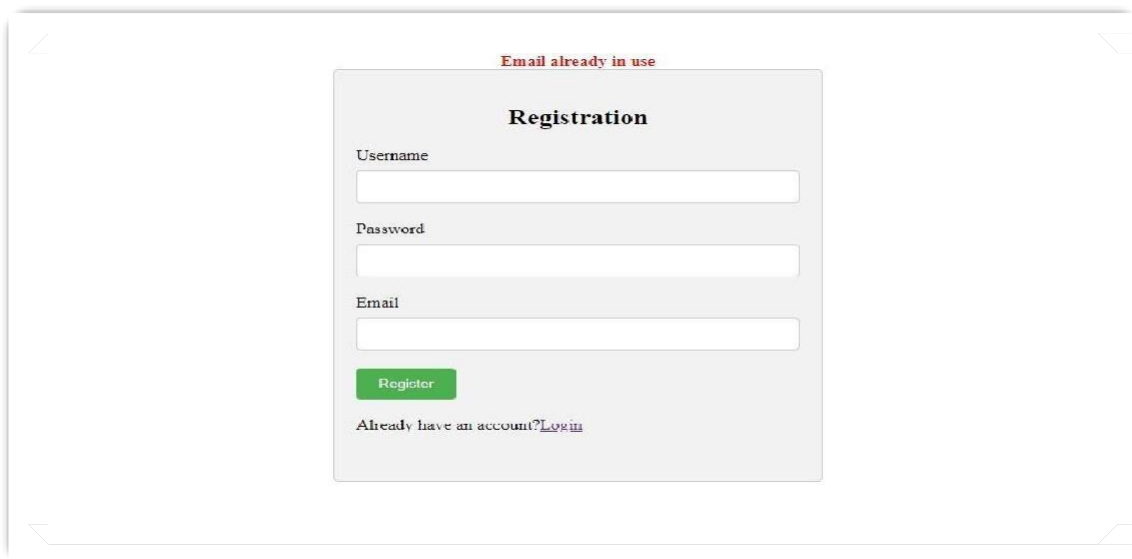 Email already in use
Registration
Username
Password
Email
Register
Already have an account?Login